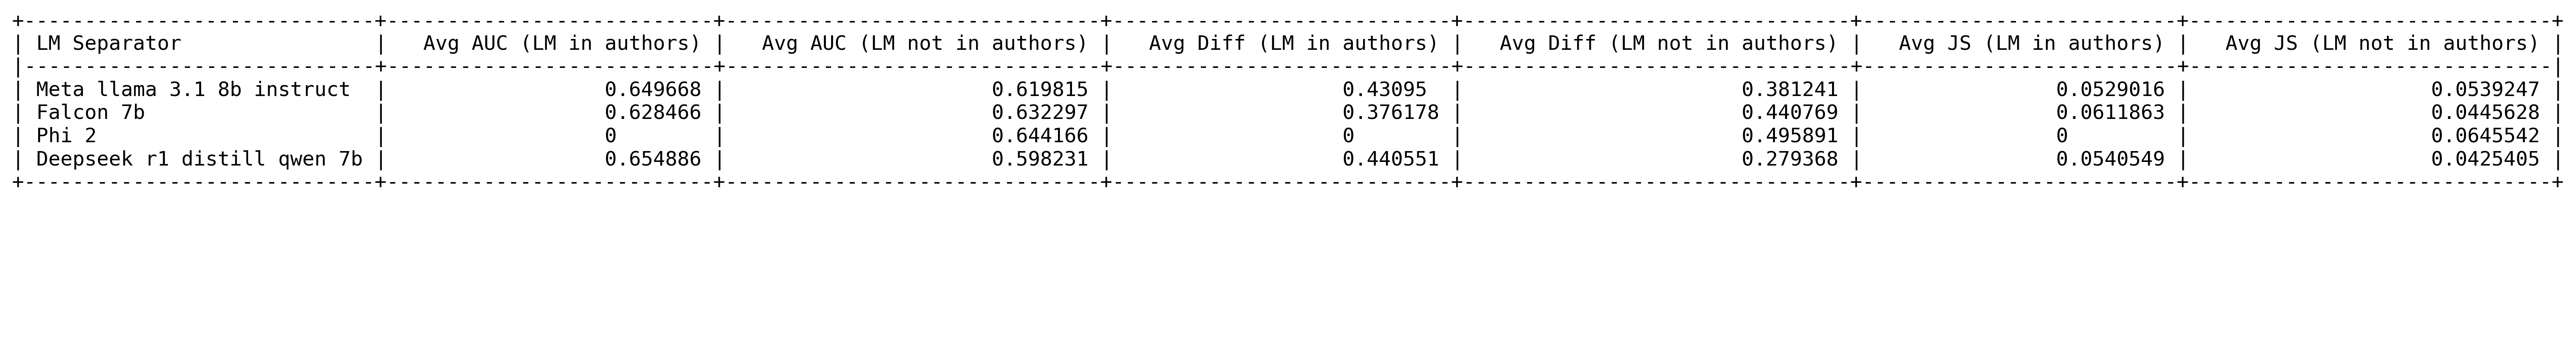 +-----------------------------+---------------------------+-------------------------------+----------------------------+--------------------------------+--------------------------+------------------------------+
| LM Separator                |   Avg AUC (LM in authors) |   Avg AUC (LM not in authors) |   Avg Diff (LM in authors) |   Avg Diff (LM not in authors) |   Avg JS (LM in authors) |   Avg JS (LM not in authors) |
|-----------------------------+---------------------------+-------------------------------+----------------------------+--------------------------------+--------------------------+------------------------------|
| Meta llama 3.1 8b instruct  |                  0.649668 |                      0.619815 |                   0.43095  |                       0.381241 |                0.0529016 |                    0.0539247 |
| Falcon 7b                   |                  0.628466 |                      0.632297 |                   0.376178 |                       0.440769 |                0.0611863 |                    0.0445628 |
| Phi 2                       |                  0        |                      0.644166 |                   0        |                       0.495891 |                0         |                    0.0645542 |
| Deepseek r1 distill qwen 7b |                  0.654886 |                      0.598231 |                   0.440551 |                       0.279368 |                0.0540549 |                    0.0425405 |
+-----------------------------+---------------------------+-------------------------------+----------------------------+--------------------------------+--------------------------+------------------------------+